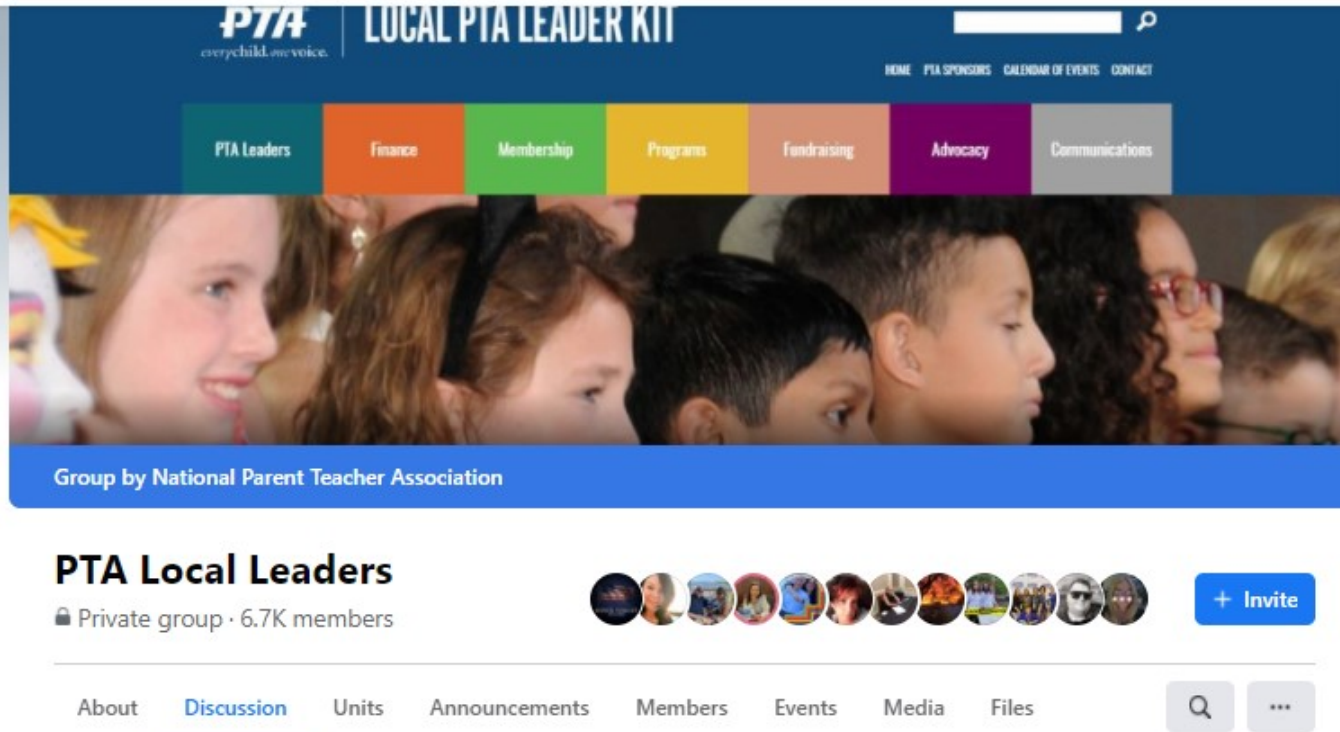 PTA
everychild. one voice.
LOCAL PTA LEADER KIT
HOME PTA SPONSORS CALENDAR OF EVENTS CONTACT
PTA Leaders Finance Membership Programs Fundraising Advocacy Communications
Group by National Parent Teacher Association
PTA Local Leaders
Private group · 6.7K members
+ Invite
About Discussion Units Announcements Members Events Media Files